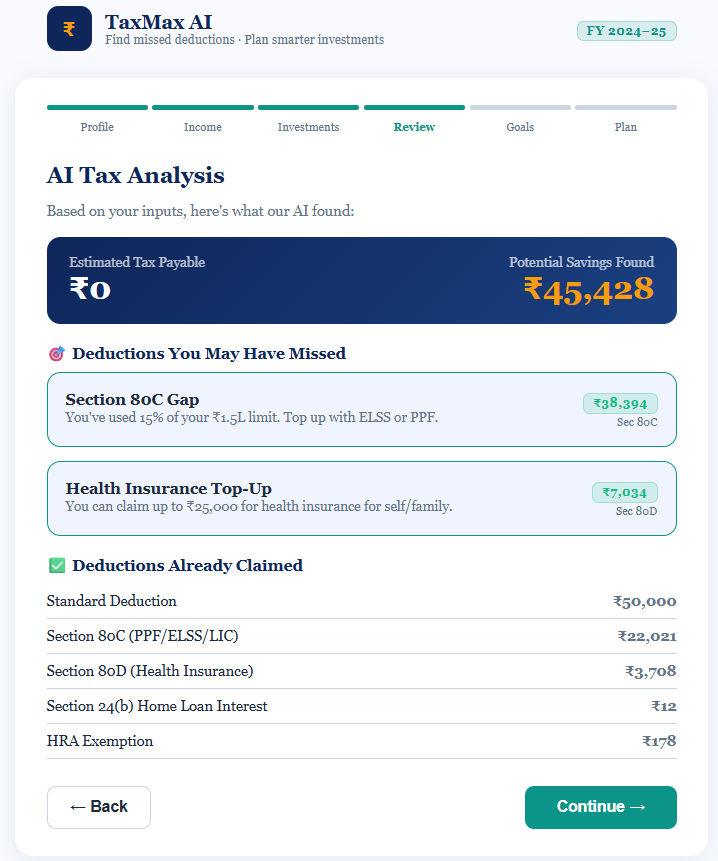 ₹
TaxMax AI
Find missed deductions · Plan smarter investments
FY 2024–25
Profile
Income
Investments
Review
Goals
Plan
AI Tax Analysis
Based on your inputs, here's what our AI found:
Estimated Tax Payable
₹0
Potential Savings Found
₹45,428
🎯 Deductions You May Have Missed
Section 80C Gap
You've used 15% of your ₹1.5L limit. Top up with ELSS or PPF.
₹38,394
Sec 80C
Health Insurance Top-Up
You can claim up to ₹25,000 for health insurance for self/family.
₹7,034
Sec 80D
✅ Deductions Already Claimed
Standard Deduction ₹50,000
Section 80C (PPF/ELSS/LIC) ₹22,021
Section 80D (Health Insurance) ₹3,708
Section 24(b) Home Loan Interest ₹12
HRA Exemption ₹178
← Back
Continue →